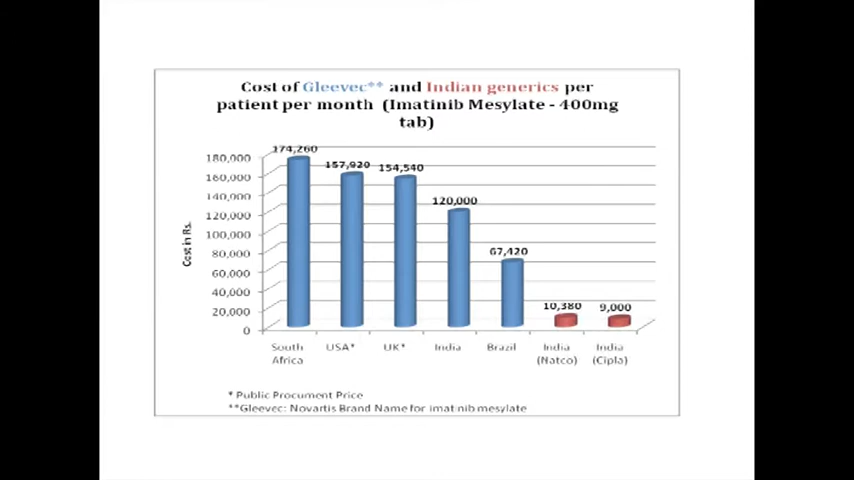 Cost of Gleevec** and Indian generics per
patient per month (Imatinib Mesylate - 400mg
tab)
Cost in Rs.
180,000
160,000
140,000
120,000
100,000
80,000
60,000
40,000
20,000
0
174,260
157,920
154,540
120,000
67,420
10,380
9,000
South Africa
USA*
UK*
India
Brazil
India (Natco)
India (Cipla)
* Public Procument Price
**Gleevec: Novartis Brand Name for imatinib mesylate